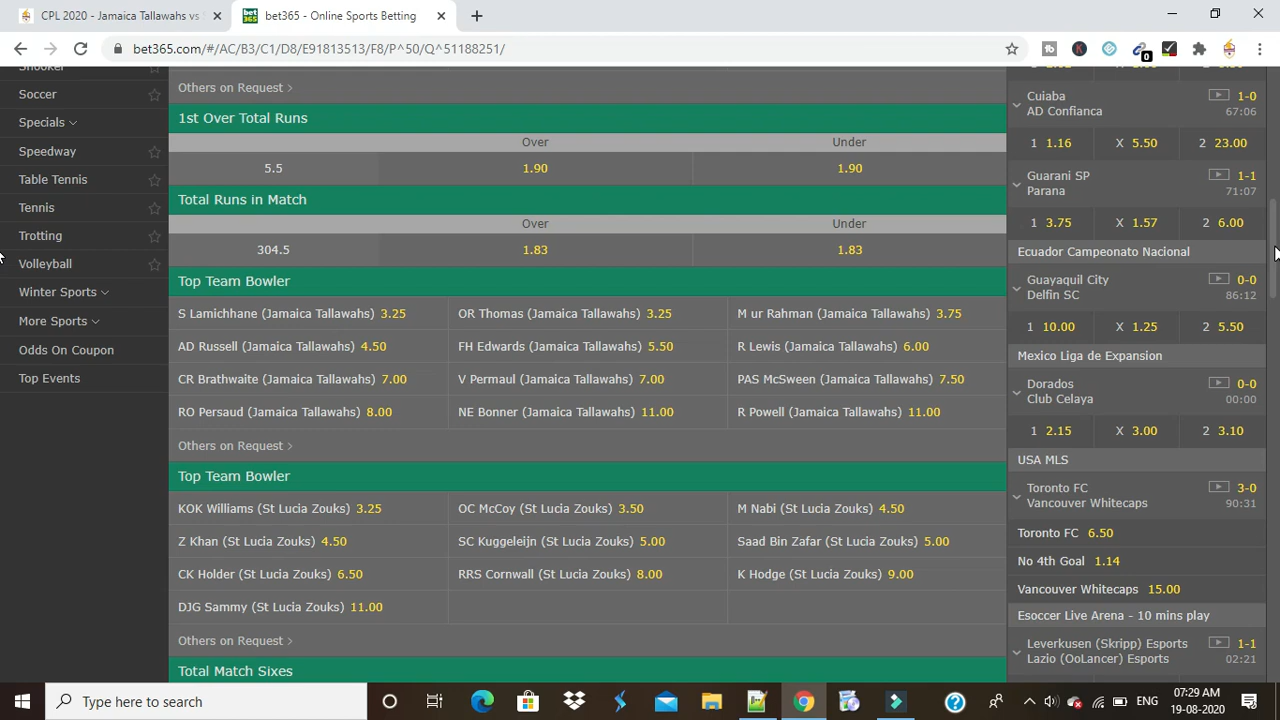 CPL 2020 - Jamaica Tallawahs vs
bet365 - Online Sports Betting
bet365.com/#/AC/B3/C1/D8/E91813513/F8/P^50/Q^51188251/
Snooker
Soccer
Specials
Speedway
Table Tennis
Tennis
Trotting
Volleyball
Winter Sports
More Sports
Odds On Coupon
Top Events
Others on Request
1st Over Total Runs
Over Under
5.5 1.90 1.90
Total Runs in Match
Over Under
304.5 1.83 1.83
Top Team Bowler
S Lamichhane (Jamaica Tallawahs) 3.25 OR Thomas (Jamaica Tallawahs) 3.25 M ur Rahman (Jamaica Tallawahs) 3.75
AD Russell (Jamaica Tallawahs) 4.50 FH Edwards (Jamaica Tallawahs) 5.50 R Lewis (Jamaica Tallawahs) 6.00
CR Brathwaite (Jamaica Tallawahs) 7.00 V Permaul (Jamaica Tallawahs) 7.00 PAS McSween (Jamaica Tallawahs) 7.50
RO Persaud (Jamaica Tallawahs) 8.00 NE Bonner (Jamaica Tallawahs) 11.00 R Powell (Jamaica Tallawahs) 11.00
Others on Request
Top Team Bowler
KOK Williams (St Lucia Zouks) 3.25 OC McCoy (St Lucia Zouks) 3.50 M Nabi (St Lucia Zouks) 4.50
Z Khan (St Lucia Zouks) 4.50 SC Kuggeleijn (St Lucia Zouks) 5.00 Saad Bin Zafar (St Lucia Zouks) 5.00
CK Holder (St Lucia Zouks) 6.50 RRS Cornwall (St Lucia Zouks) 8.00 K Hodge (St Lucia Zouks) 9.00
DJG Sammy (St Lucia Zouks) 11.00
Others on Request
Total Match Sixes
Cuiaba 1-0
AD Confianca 67:06
1 1.16 X 5.50 2 23.00
Guarani SP 1-1
Parana 71:07
1 3.75 X 1.57 2 6.00
Ecuador Campeonato Nacional
Guayaquil City 0-0
Delfin SC 86:12
1 10.00 X 1.25 2 5.50
Mexico Liga de Expansion
Dorados 0-0
Club Celaya 00:00
1 2.15 X 3.00 2 3.10
USA MLS
Toronto FC 3-0
Vancouver Whitecaps 90:31
Toronto FC 6.50
No 4th Goal 1.14
Vancouver Whitecaps 15.00
Esoccer Live Arena - 10 mins play
Leverkusen (Skripp) Esports 1-1
Lazio (OoLancer) Esports 02:21
Type here to search
ENG
07:29 AM
19-08-2020